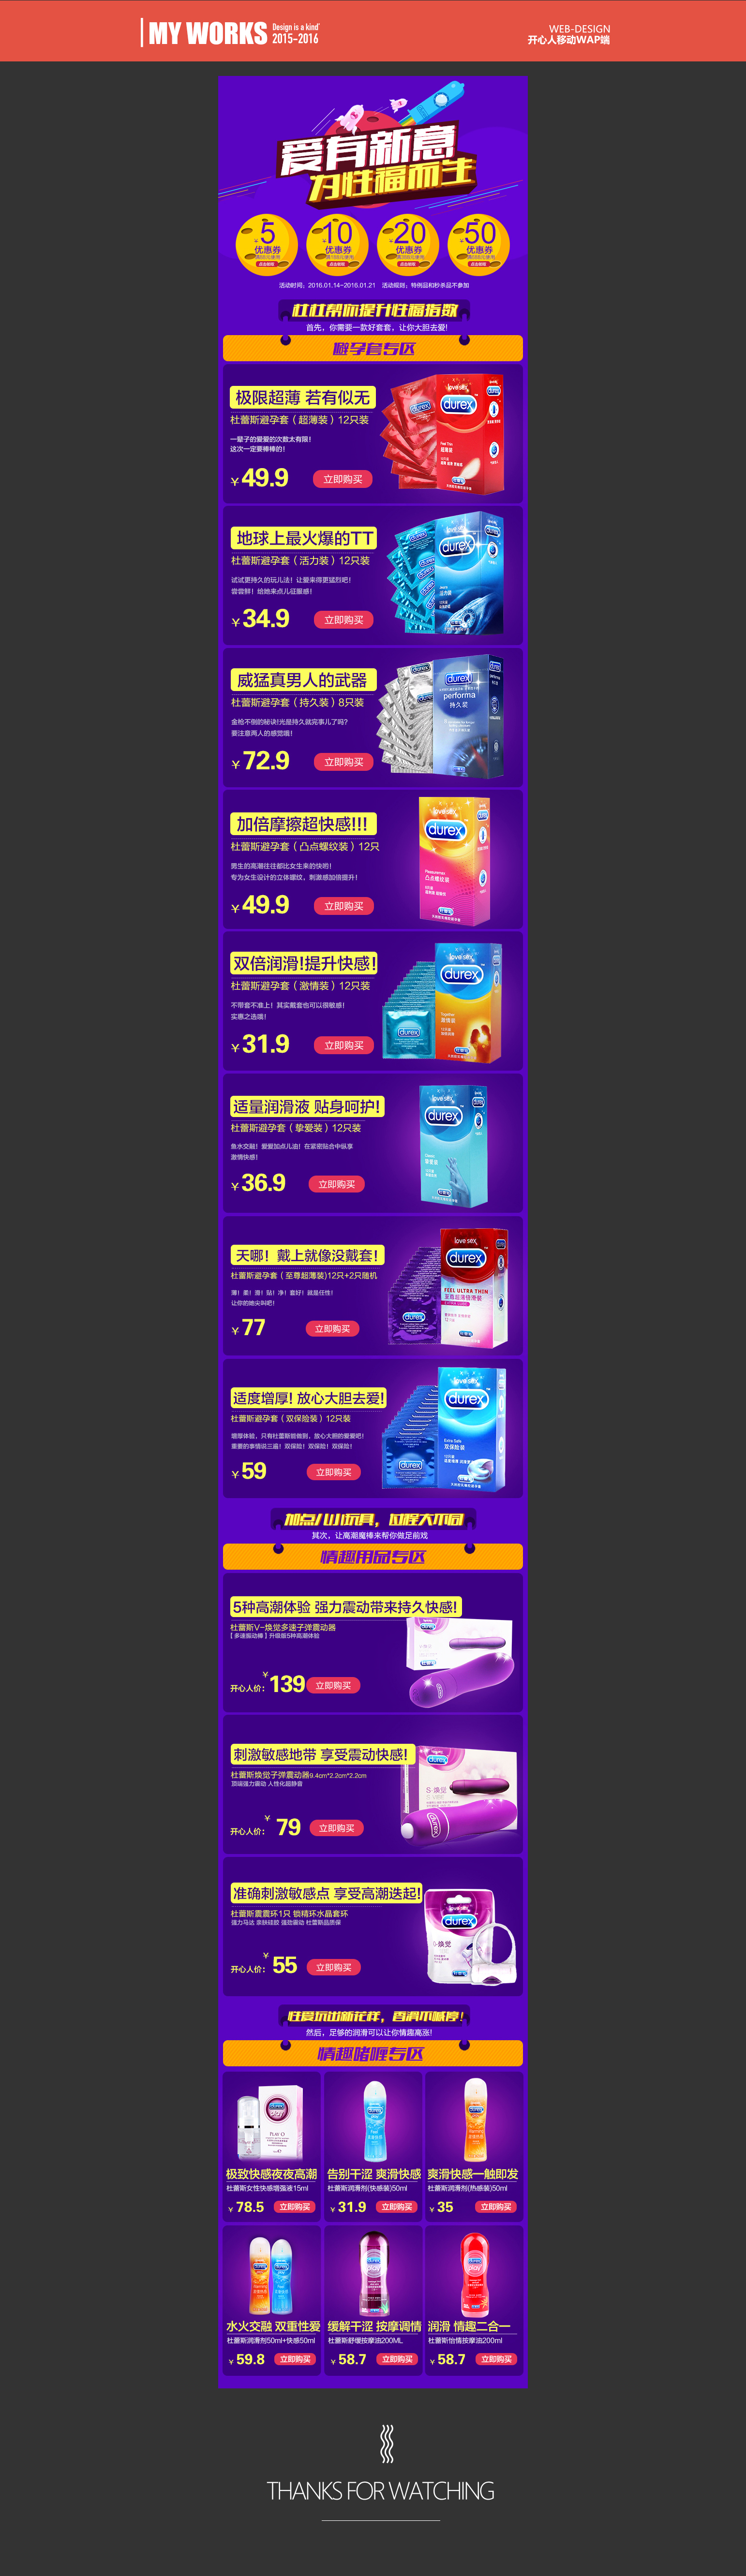 MY WORKS
Design is a kind
2015-2016
WEB-DESIGN
开心人移动WAP端
爱有新意
为性福而生
¥5
优惠券
点击领取
¥10
优惠券
点击领取
¥20
优惠券
点击领取
¥50
优惠券
点击领取
活动时间：2016.01.14-2016.01.21 活动规则：特例品和秒杀品不参加
杜杜帮你提升性福指数
首先，你需要一款好套套，让你大胆去爱!
避孕套专区
极限超薄 若有似无
杜蕾斯避孕套（超薄装）12只装
一辈子的爱爱的次数太有限!
这次一定要棒棒的!
¥49.9
立即购买
地球上最火爆的TT
杜蕾斯避孕套（活力装）12只装
试试更持久的玩儿法！让爱来得更猛烈吧!
尝尝鲜！给她来点儿征服感!
¥34.9
立即购买
威猛真男人的武器
杜蕾斯避孕套（持久装）8只装
金枪不倒的秘诀!光是持久就完事儿了吗?
要注意两人的感觉哦!
¥72.9
立即购买
加倍摩擦超快感!!!
杜蕾斯避孕套（凸点螺纹装）12只
男生的高潮往往都比女生来的快哟!
专为女生设计的立体螺纹，刺激感加倍提升!
¥49.9
立即购买
双倍润滑!提升快感!
杜蕾斯避孕套（激情装）12只装
不带套不准上！其实戴套也可以很敏感!
实惠之选哦!
¥31.9
立即购买
适量润滑液 贴身呵护!
杜蕾斯避孕套（挚爱装）12只装
鱼水交融！爱爱加点儿油！在紧密贴合中纵享
激情快感!
¥36.9
立即购买
天哪！戴上就像没戴套!
杜蕾斯避孕套（至尊超薄装)12只+2只随机
薄！柔！滑！贴！净！套好！就是任性!
让你的她尖叫吧!
¥77
立即购买
适度增厚! 放心大胆去爱!
杜蕾斯避孕套（双保险装）12只装
增厚体验，只有杜蕾斯能做到，放心大胆的爱爱吧!
重要的事情说三遍！双保险！双保险！双保险!
¥59
立即购买
加点小小玩具，过程大不同
其次，让高潮魔棒来帮你做足前戏
情趣用品专区
5种高潮体验 强力震动带来持久快感!
杜蕾斯V-焕觉多速子弹震动器
【多速振动棒】升级版5种高潮体验
开心人价：¥139
立即购买
刺激敏感地带 享受震动快感!
杜蕾斯焕觉子弹震动器9.4cm*2.2cm*2.2cm
顶端强力震动 人性化超静音
开心人价：¥79
立即购买
准确刺激敏感点 享受高潮迭起!
杜蕾斯震震环1只 锁精环水晶套环
强力马达 亲肤硅胶 强劲震动 杜蕾斯品质保
开心人价：¥55
立即购买
性爱玩出新花样，香滑不喊停!
然后，足够的润滑可以让你情趣高涨!
情趣啫喱专区
极致快感夜夜高潮
杜蕾斯女性快感增强液15ml
¥78.5
立即购买
告别干涩 爽滑快感
杜蕾斯润滑剂(快感装)50ml
¥31.9
立即购买
爽滑快感一触即发
杜蕾斯润滑剂(热感装)50ml
¥35
立即购买
水火交融 双重性爱
杜蕾斯润滑剂50ml+快感50ml
¥59.8
立即购买
缓解干涩 按摩调情
杜蕾斯舒缓按摩油200ML
¥58.7
立即购买
润滑 情趣二合一
杜蕾斯怡情按摩油200ml
¥58.7
立即购买
THANKS FOR WATCHING